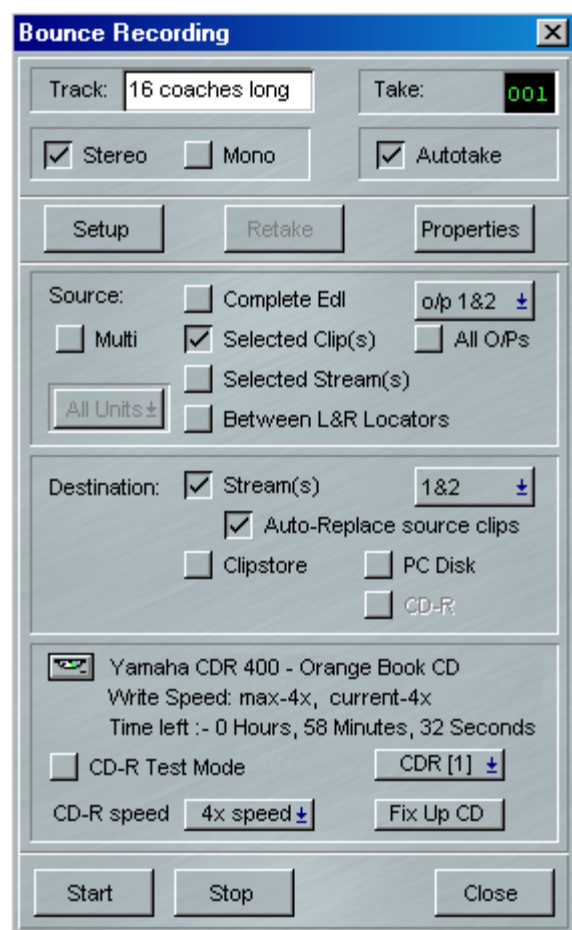 Bounce Recording
Track: 16 coaches long Take: 001
Stereo Mono Autotake
Setup Retake Properties
Source: Complete Edl o/p 1&2
Multi Selected Clip(s) All O/Ps
Selected Stream(s)
All Units
Between L&R Locators
Destination: Stream(s) 1&2
Auto-Replace source clips
Clipstore PC Disk
CD-R
Yamaha CDR 400 - Orange Book CD
Write Speed: max-4x, current-4x
Time left :- 0 Hours, 58 Minutes, 32 Seconds
CD-R Test Mode CDR [1]
CD-R speed 4x speed Fix Up CD
Start Stop Close